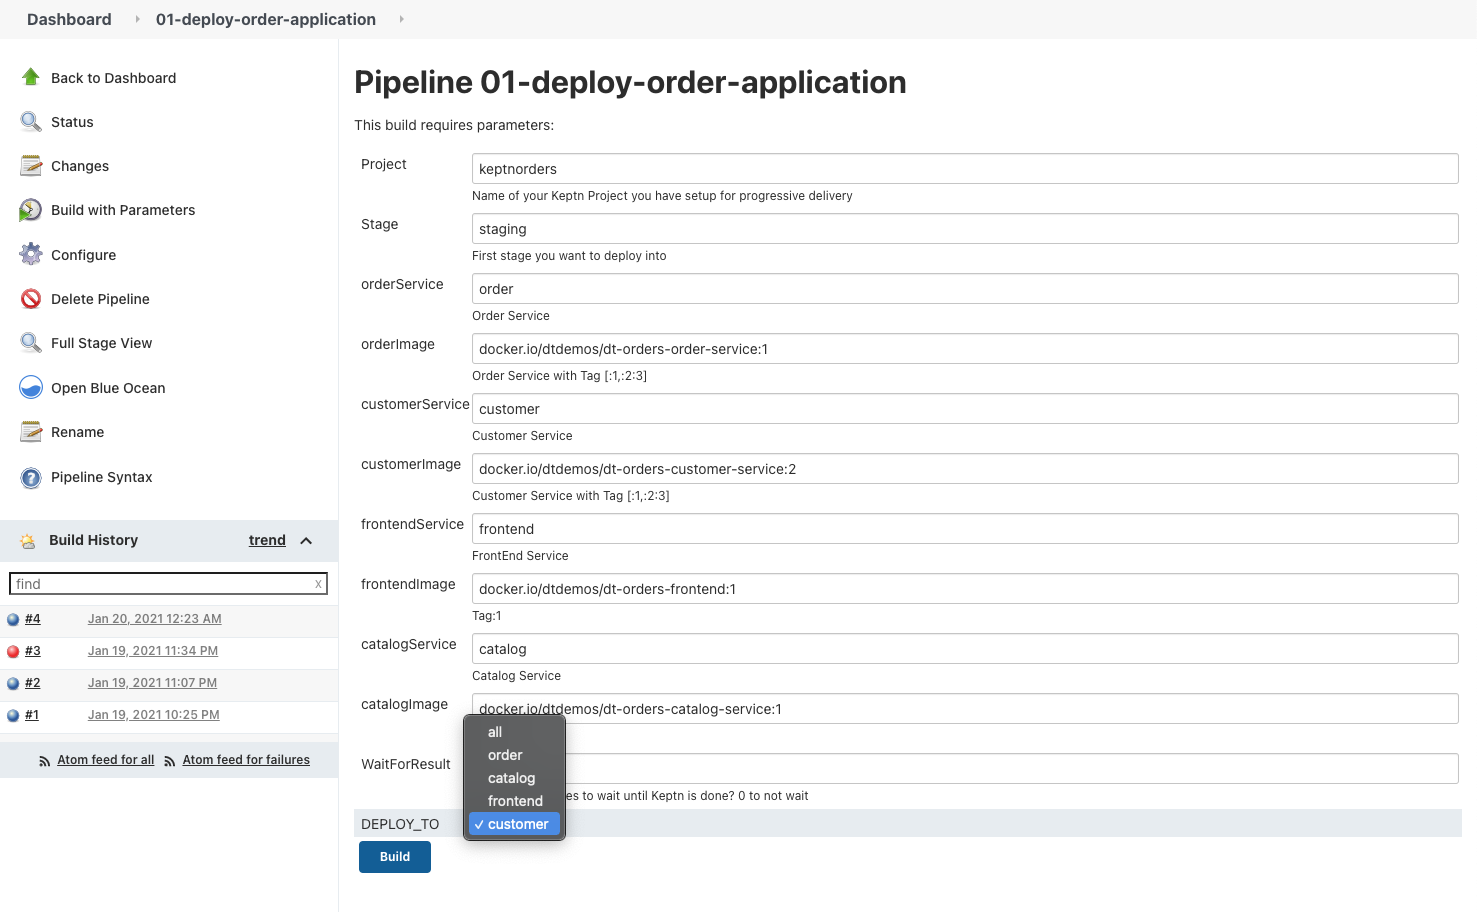 Dashboard 01-deploy-order-application
Back to Dashboard
Status
Changes
Build with Parameters
Configure
Delete Pipeline
Full Stage View
Open Blue Ocean
Rename
Pipeline Syntax
Build History trend
find x
#4 Jan 20, 2021 12:23 AM
#3 Jan 19, 2021 11:34 PM
#2 Jan 19, 2021 11:07 PM
#1 Jan 19, 2021 10:25 PM
Atom feed for all Atom feed for failures
Pipeline 01-deploy-order-application
This build requires parameters:
Project keptnorders
Name of your Keptn Project you have setup for progressive delivery
Stage staging
First stage you want to deploy into
orderService order
Order Service
orderImage docker.io/dtdemos/dt-orders-order-service:1
Order Service with Tag [:1,:2:3]
customerService customer
Customer Service
customerImage docker.io/dtdemos/dt-orders-customer-service:2
Customer Service with Tag [:1,:2:3]
frontendService frontend
FrontEnd Service
frontendImage docker.io/dtdemos/dt-orders-frontend:1
Tag:1
catalogService catalog
Catalog Service
catalogImage docker.io/dtdemos/dt-orders-catalog-service:1
all
order
WaitForResult
catalog
frontend
to wait until Keptn is done? 0 to not wait
DEPLOY_TO ✓ customer
Build